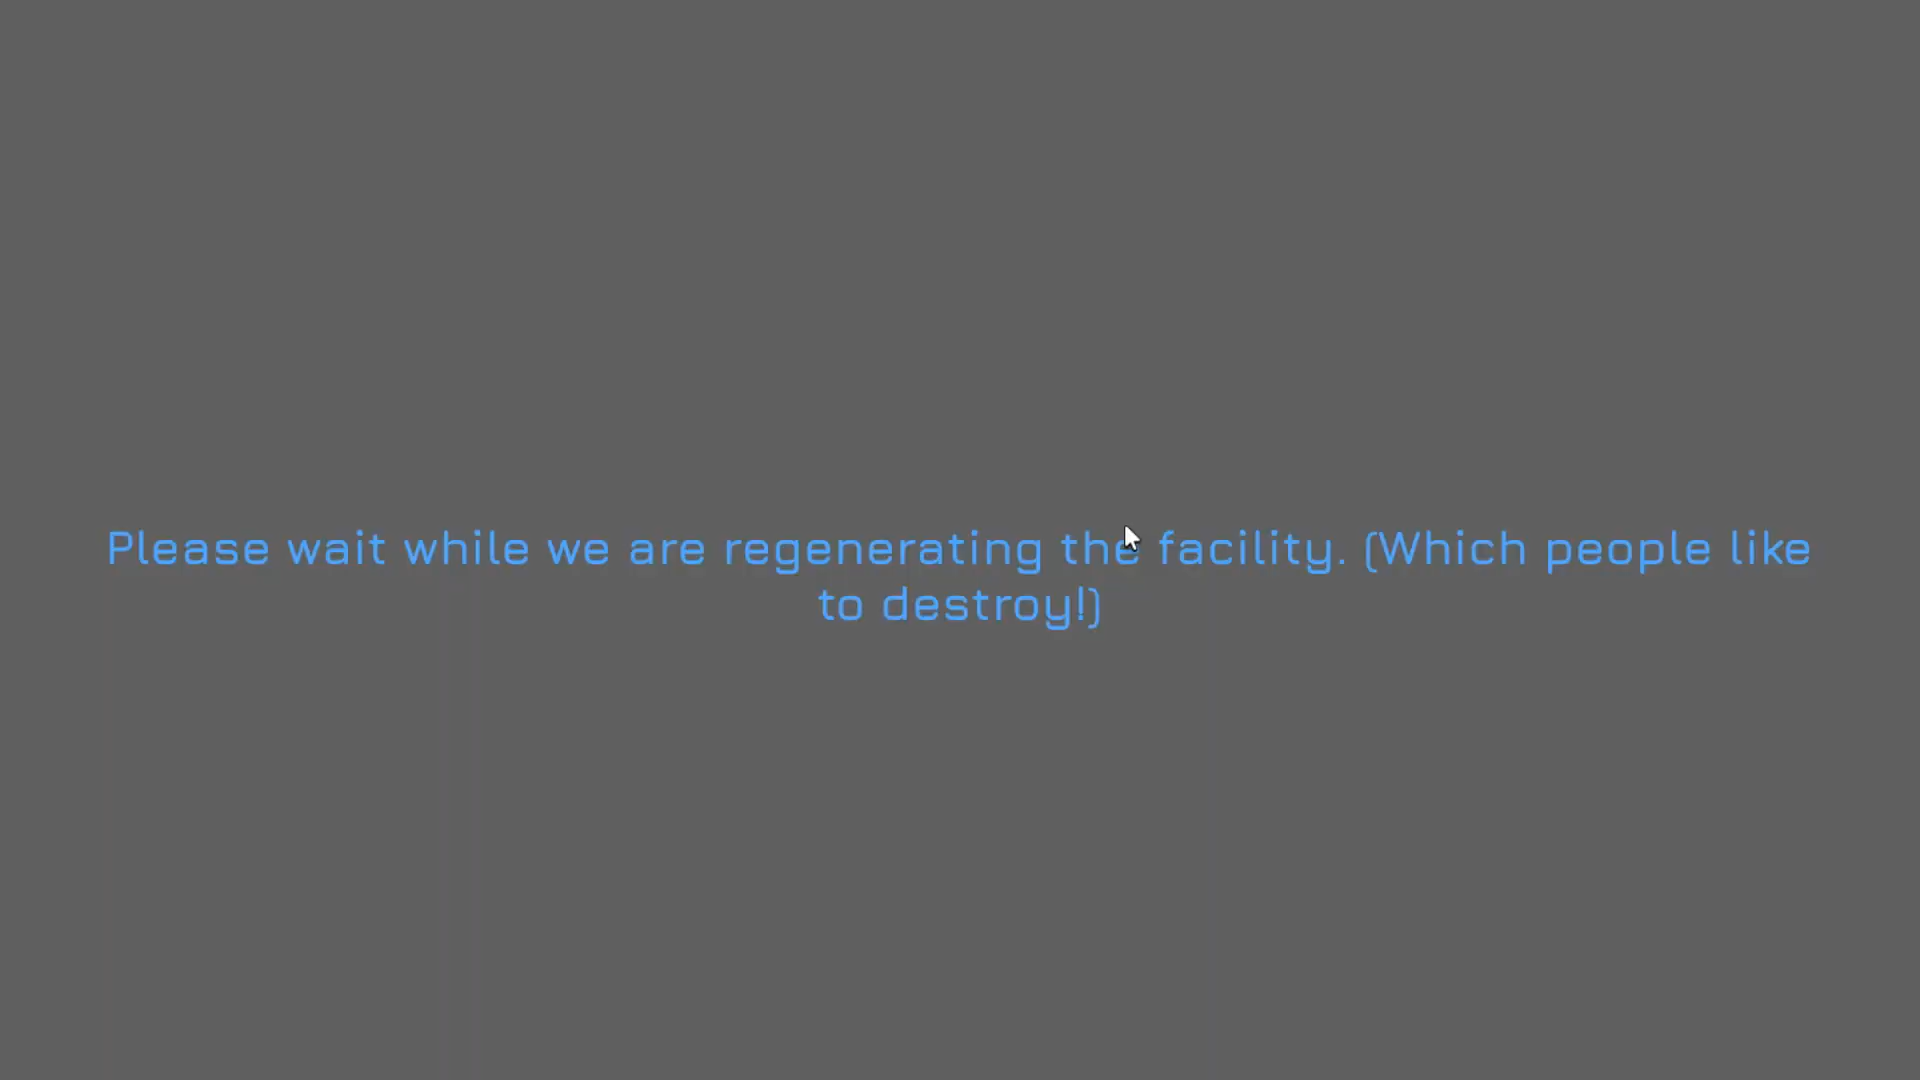 Please wait while we are regenerating the facility. (Which people like
to destroy!)